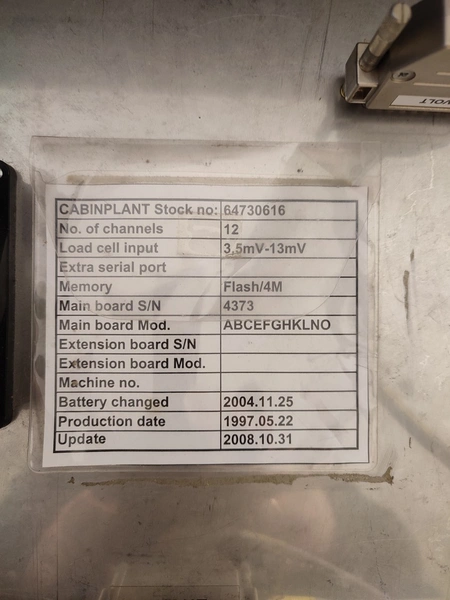 VOLT
CABINPLANT Stock no: 64730616
No. of channels 12
Load cell input 3,5mV-13mV
Extra serial port
Memory Flash/4M
Main board S/N 4373
Main board Mod. ABCEFGHKLNO
Extension board S/N
Extension board Mod.
Machine no.
Battery changed 2004.11.25
Production date 1997.05.22
Update 2008.10.31